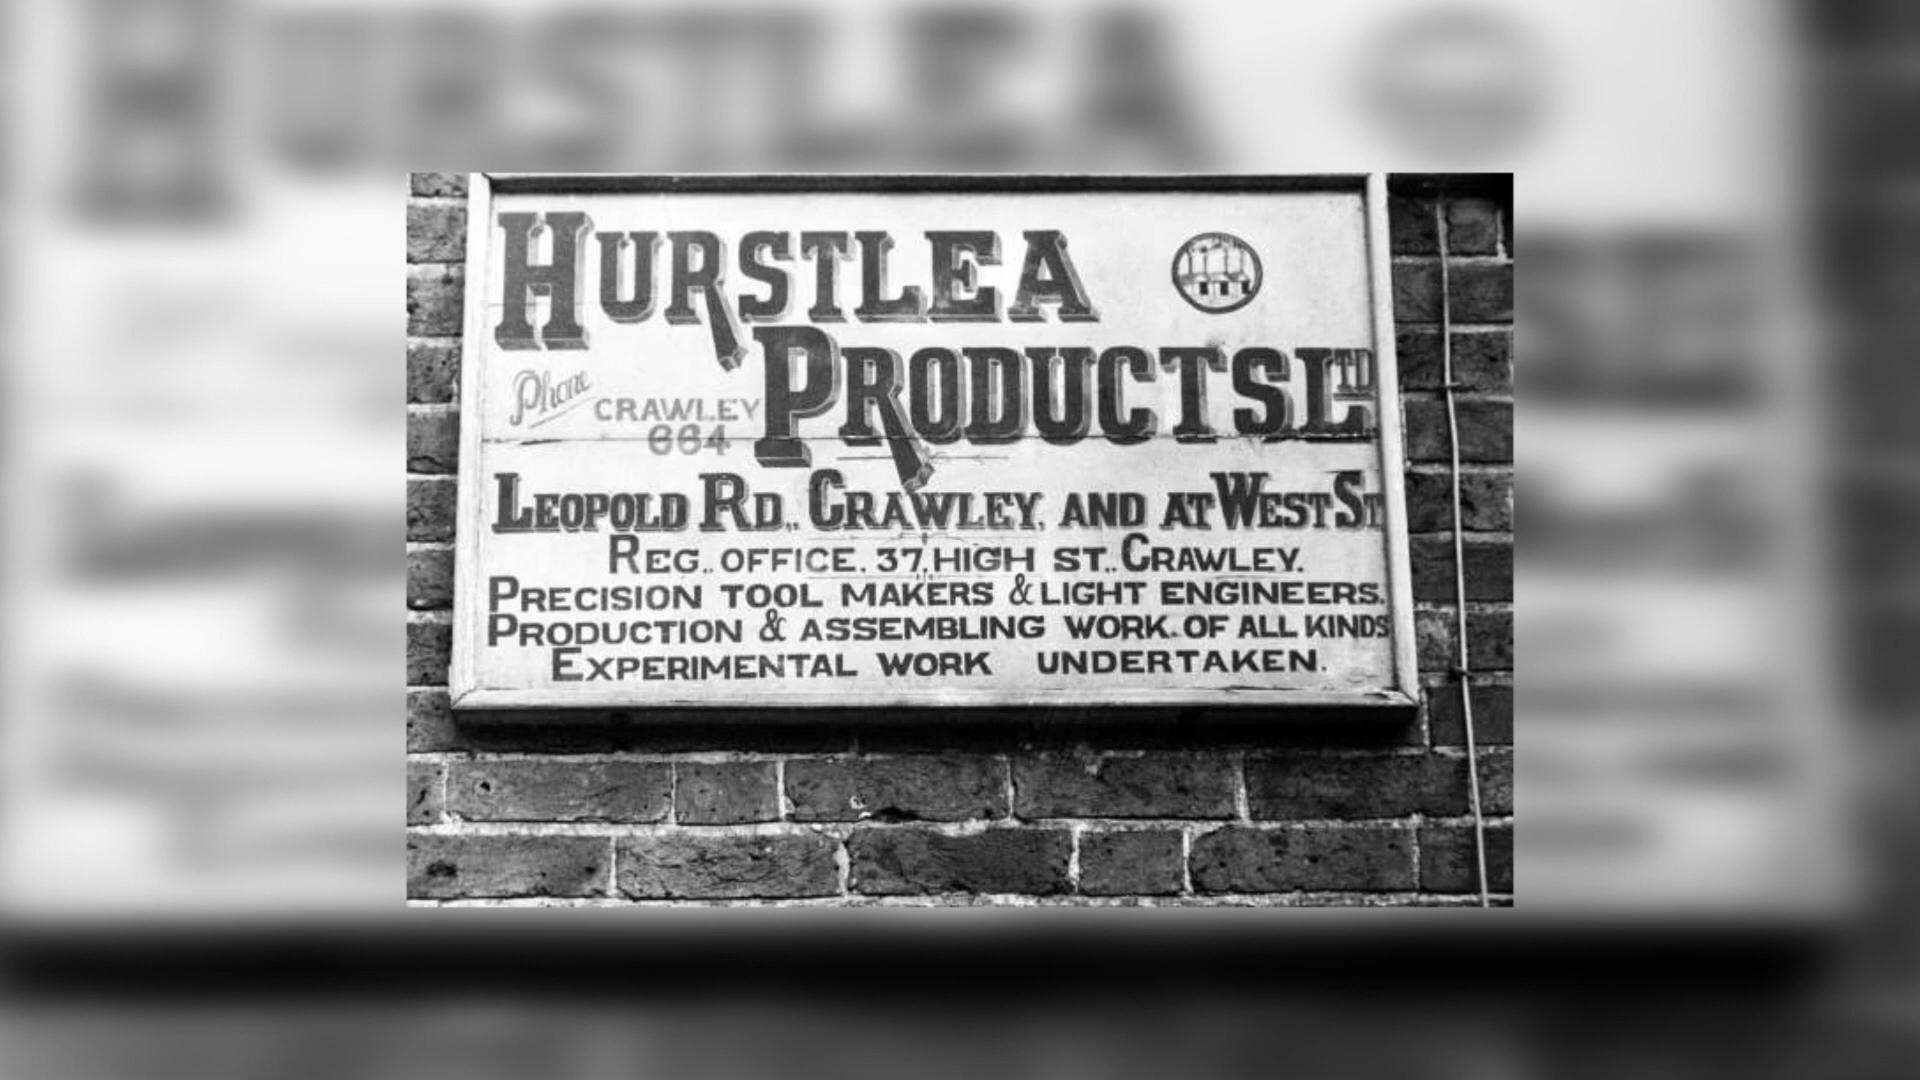 HURSTLEA
PRODUCTS LTD
Phone CRAWLEY
664
LEOPOLD RD., CRAWLEY, AND AT WEST ST
REG., OFFICE, 37, HIGH ST., CRAWLEY.
PRECISION TOOL MAKERS & LIGHT ENGINEERS.
PRODUCTION & ASSEMBLING WORK. OF ALL KINDS
EXPERIMENTAL WORK UNDERTAKEN.